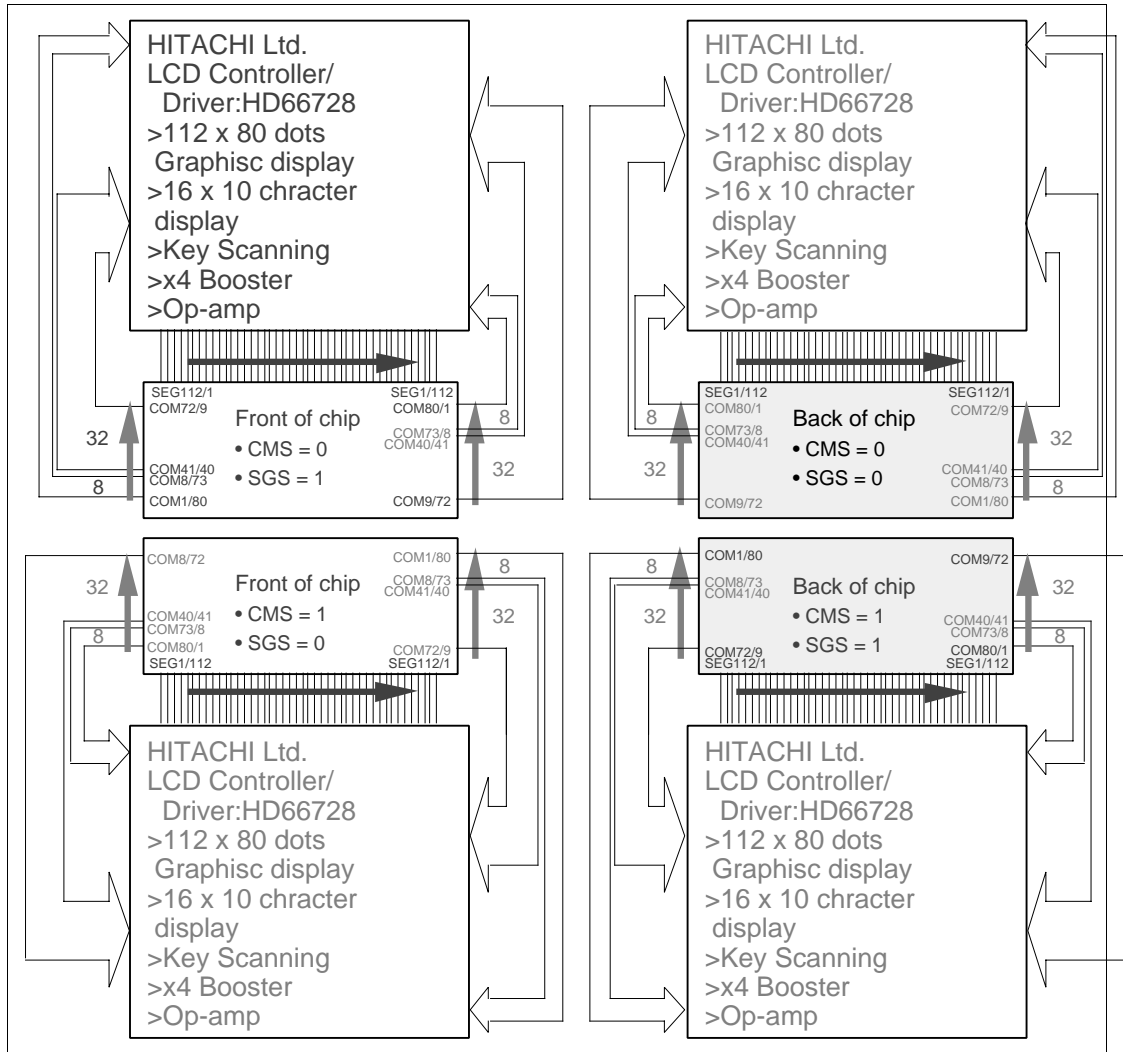 HITACHI Ltd.
LCD Controller/
Driver:HD66728
>112 x 80 dots
Graphisc display
>16 x 10 chracter
display
>Key Scanning
>x4 Booster
>Op-amp
SEG112/1
COM72/9
32
COM41/40
COM8/73
8
COM1/80
Front of chip
• CMS = 0
• SGS = 1
SEG1/112
COM80/1
8
COM73/8
COM40/41
32
COM9/72
HITACHI Ltd.
LCD Controller/
Driver:HD66728
>112 x 80 dots
Graphisc display
>16 x 10 chracter
display
>Key Scanning
>x4 Booster
>Op-amp
SEG1/112
COM80/1
8
COM73/8
COM40/41
32
COM9/72
Back of chip
• CMS = 0
• SGS = 0
SEG112/1
COM72/9
32
COM41/40
COM8/73
8
COM1/80
COM8/72
32
COM40/41
COM73/8
8
COM80/1
SEG1/112
Front of chip
• CMS = 1
• SGS = 0
COM1/80
8
COM8/73
COM41/40
32
COM72/9
SEG112/1
HITACHI Ltd.
LCD Controller/
Driver:HD66728
>112 x 80 dots
Graphisc display
>16 x 10 chracter
display
>Key Scanning
>x4 Booster
>Op-amp
COM1/80
8
COM8/73
COM41/40
32
COM72/9
SEG112/1
Back of chip
• CMS = 1
• SGS = 1
COM9/72
32
COM40/41
COM73/8
8
COM80/1
SEG1/112
HITACHI Ltd.
LCD Controller/
Driver:HD66728
>112 x 80 dots
Graphisc display
>16 x 10 chracter
display
>Key Scanning
>x4 Booster
>Op-amp